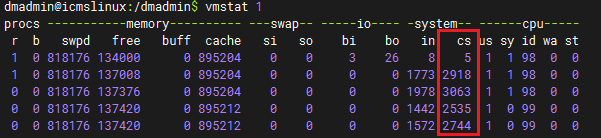 dmadmin@icmslinux:/dmadmin$ vmstat 1
procs -----------memory---------- ---swap-- -----io---- -system-- ------cpu-----
 r  b   swpd   free   buff  cache   si   so    bi    bo   in   cs us sy id wa st
 1  0 818176 134000      0 895204    0    0     3    26    8    5  1  1 98  0  0
 1  0 818176 137008      0 895204    0    0     0     0 1773 2918  1  1 98  0  0
 0  0 818176 137376      0 895204    0    0     0     0 1978 3063  1  1 98  0  0
 0  0 818176 137420      0 895212    0    0     0     0 1442 2535  1  0 99  0  0
 0  0 818176 137420      0 895212    0    0     0     0 1572 2744  1  0 99  0  0